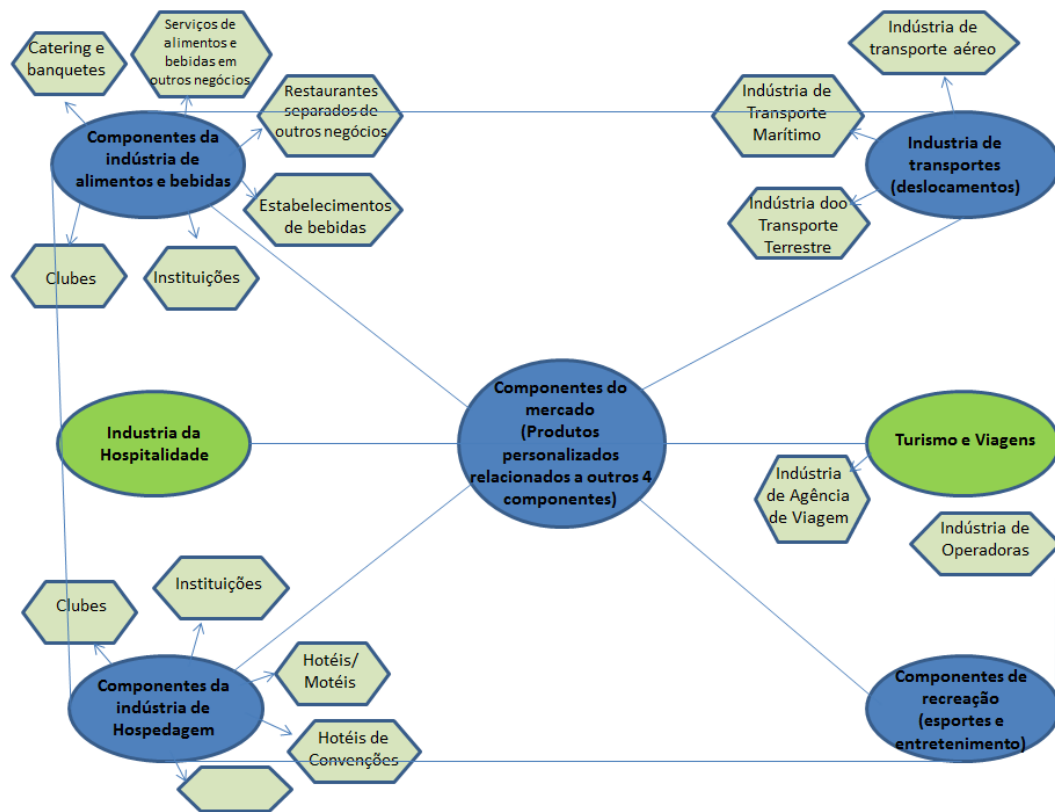 Catering e
banquetes
Serviços de
alimentos e
bebidas em
outros negócios
Restaurantes
separados de
outros negócios
Componentes da
indústria de
alimentos e bebidas
Estabelecimentos
de bebidas
Clubes
Instituições
Indústria de
transporte aéreo
Indústria de
Transporte
Marítimo
Industria de
transportes
(deslocamentos)
Indústria doo
Transporte
Terrestre
Industria da
Hospitalidade
Componentes do
mercado
(Produtos
personalizados
relacionados a outros 4
componentes)
Turismo e Viagens
Indústria
de Agência
de Viagem
Indústria de
Operadoras
Clubes
Instituições
Hotéis/
Motéis
Componentes da
indústria de
Hospedagem
Hotéis de
Convenções
Componentes de
recreação
(esportes e
entretenimento)